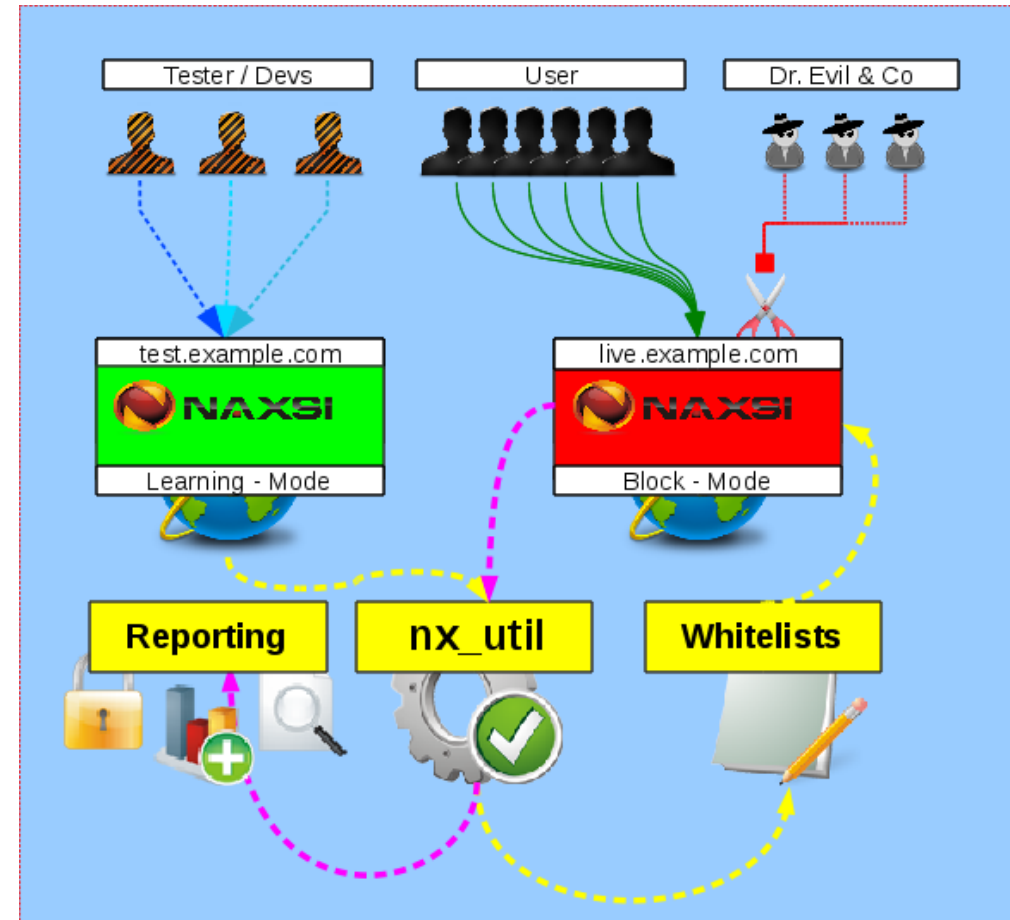 Tester / Devs
User
Dr. Evil & Co
test.example.com
NAXSI
Learning - Mode
live.example.com
NAXSI
Block - Mode
Reporting
nx_util
Whitelists